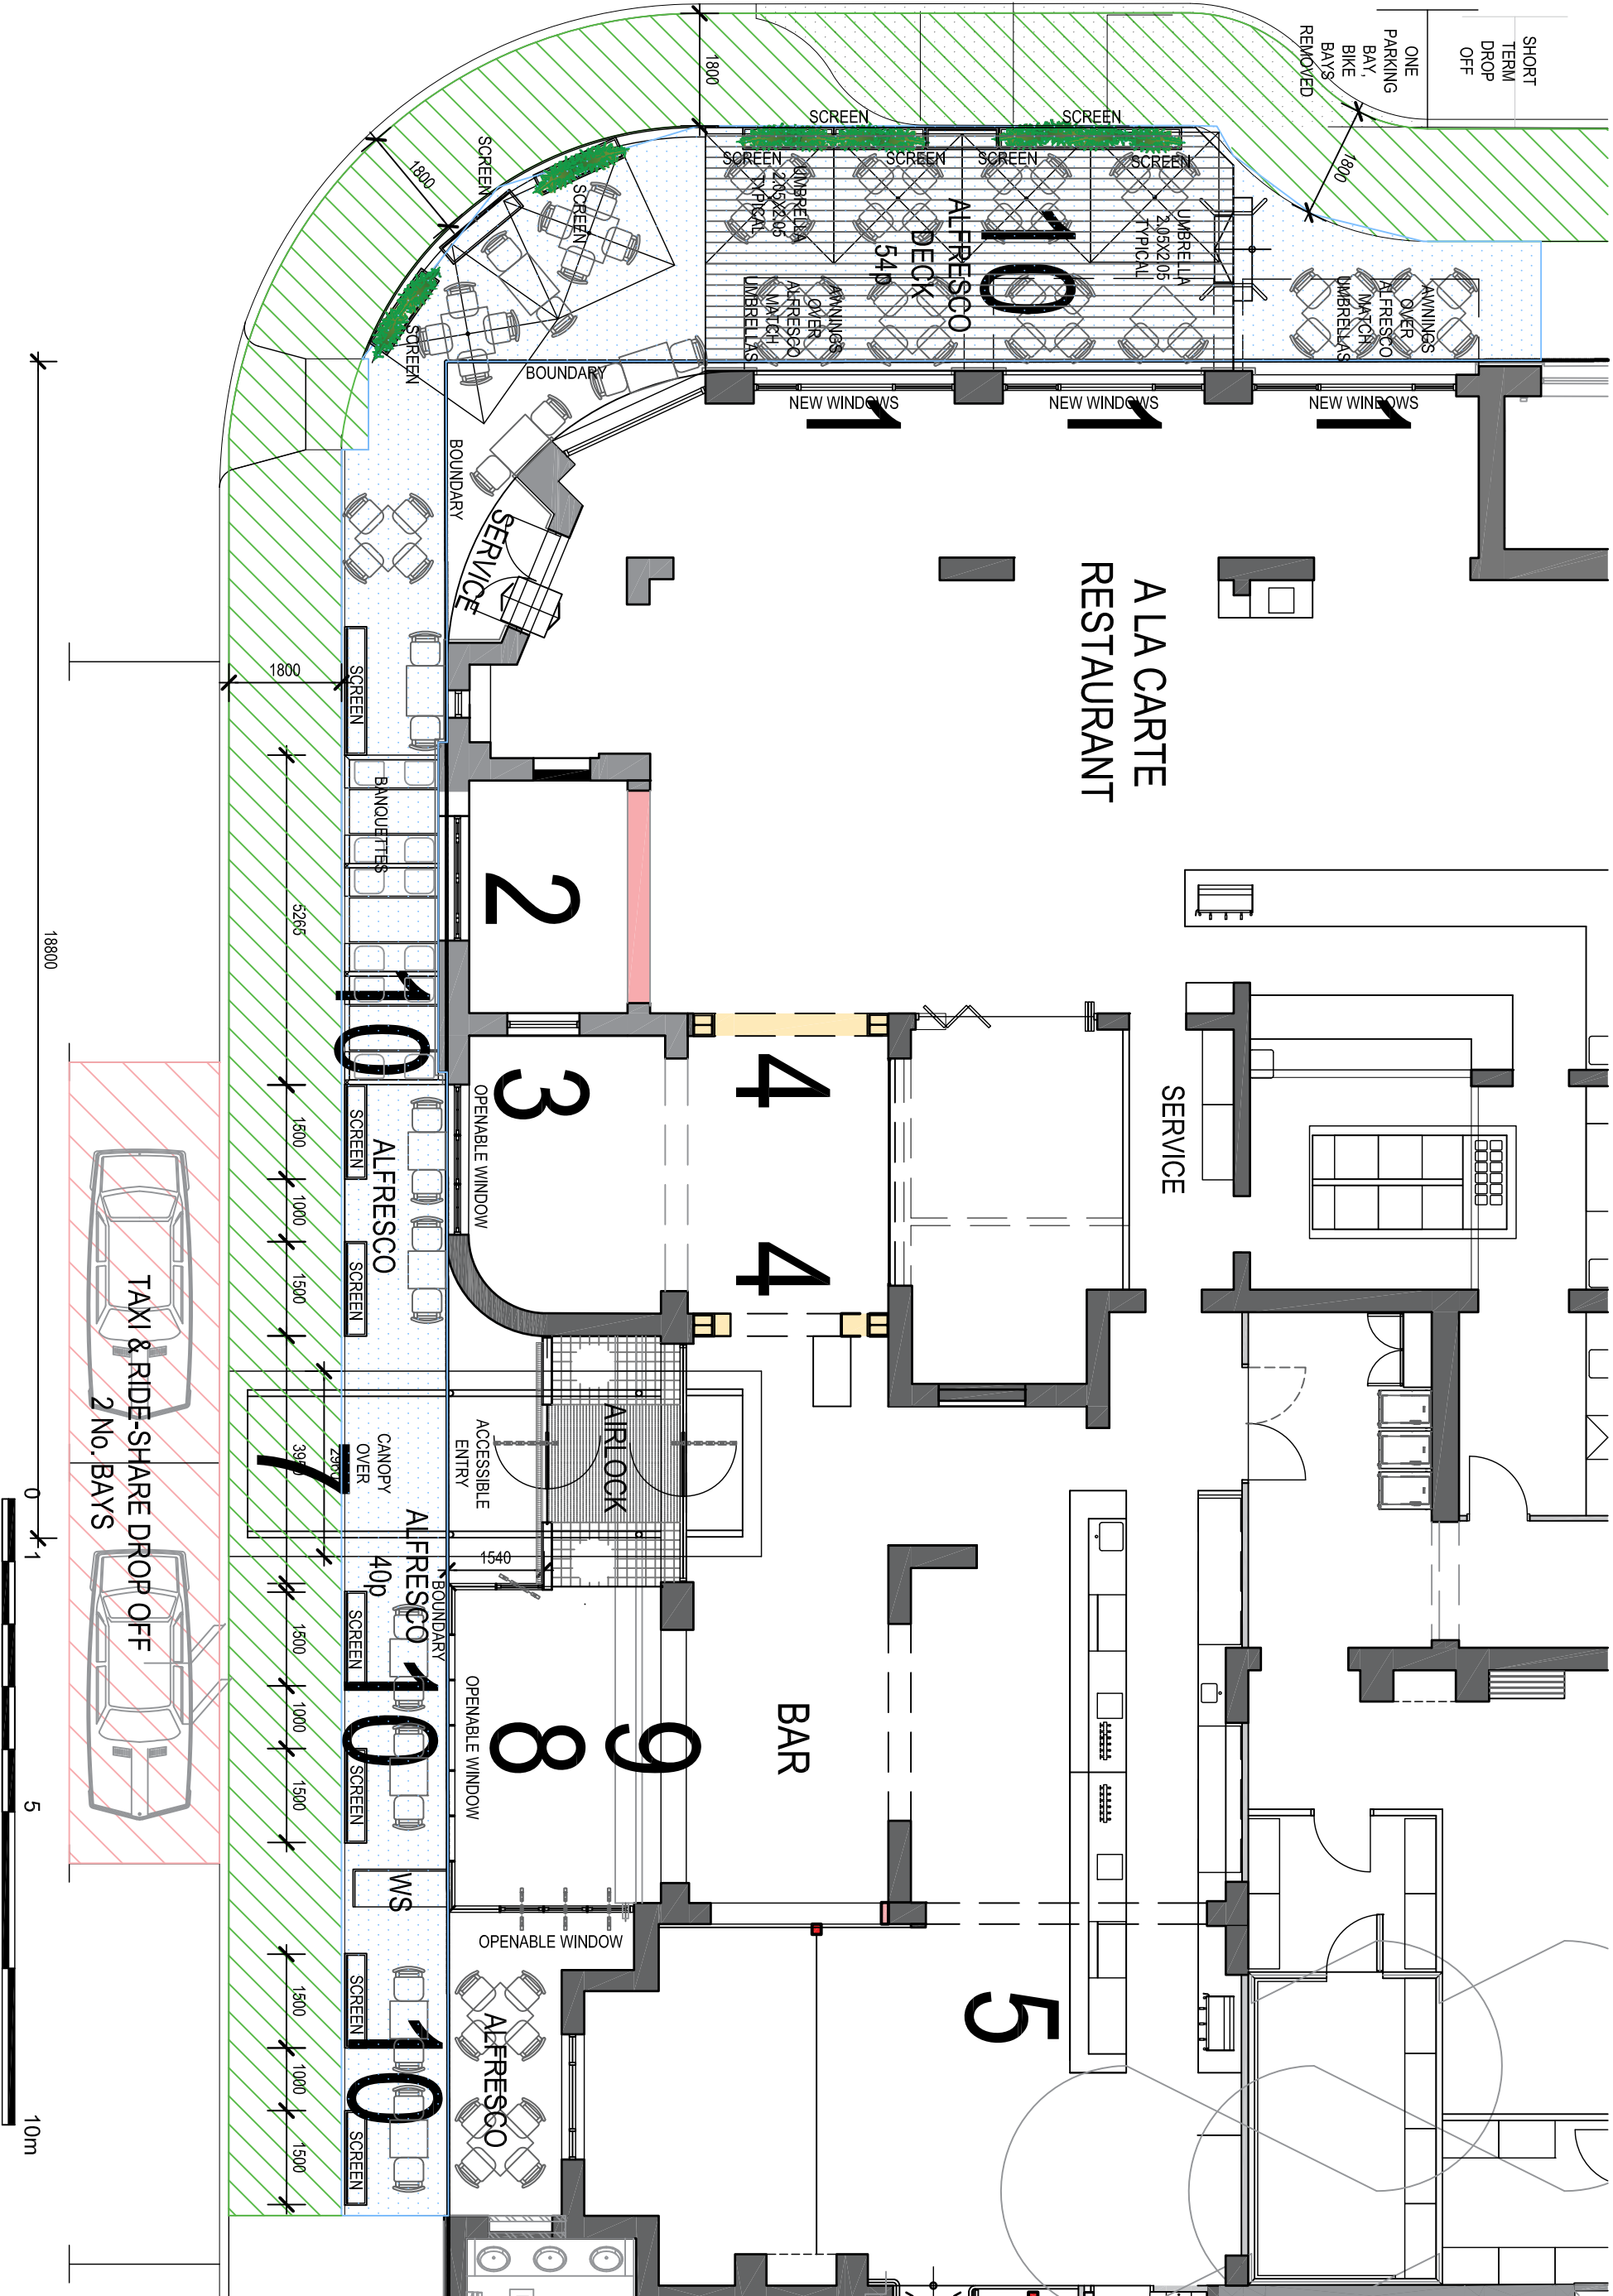 SHORT
TERM
DROP
OFF
ONE
PARKING
BAY,
BIKE
BAYS
REMOVED
1800
1800
1800
SCREEN
SCREEN
SCREEN
SCREEN
SCREEN
SCREEN
SCREEN
SCREEN
SCREEN
UMBRELLA
2.05X2.05
TYPICAL
UMBRELLA
2.05X2.05
TYPICAL
ALFRESCO
DECK
54p
10
AWNINGS
OVER
ALFRESCO
MATCH
UMBRELLAS
AWNINGS
OVER
ALFRESCO
MATCH
UMBRELLAS
BOUNDARY
BOUNDARY
NEW WINDOWS
NEW WINDOWS
NEW WINDOWS
1
1
1
SERVICE
A LA CARTE
RESTAURANT
1800
SCREEN
BANQUETTES
5265
18800
2
10
3
4
4
SERVICE
OPENABLE WINDOW
SCREEN
ALFRESCO
SCREEN
1500
1000
1500
TAXI & RIDE-SHARE DROP OFF
2 No. BAYS
AIRLOCK
ACCESSIBLE
ENTRY
CANOPY
OVER
7
ALFRESCO
40p
BOUNDARY
1540
SCREEN
10
SCREEN
1500
1000
1500
OPENABLE WINDOW
8
9
BAR
WS
OPENABLE WINDOW
5
ALFRESCO
SCREEN
10
SCREEN
1500
1000
1500
0
1
5
10m